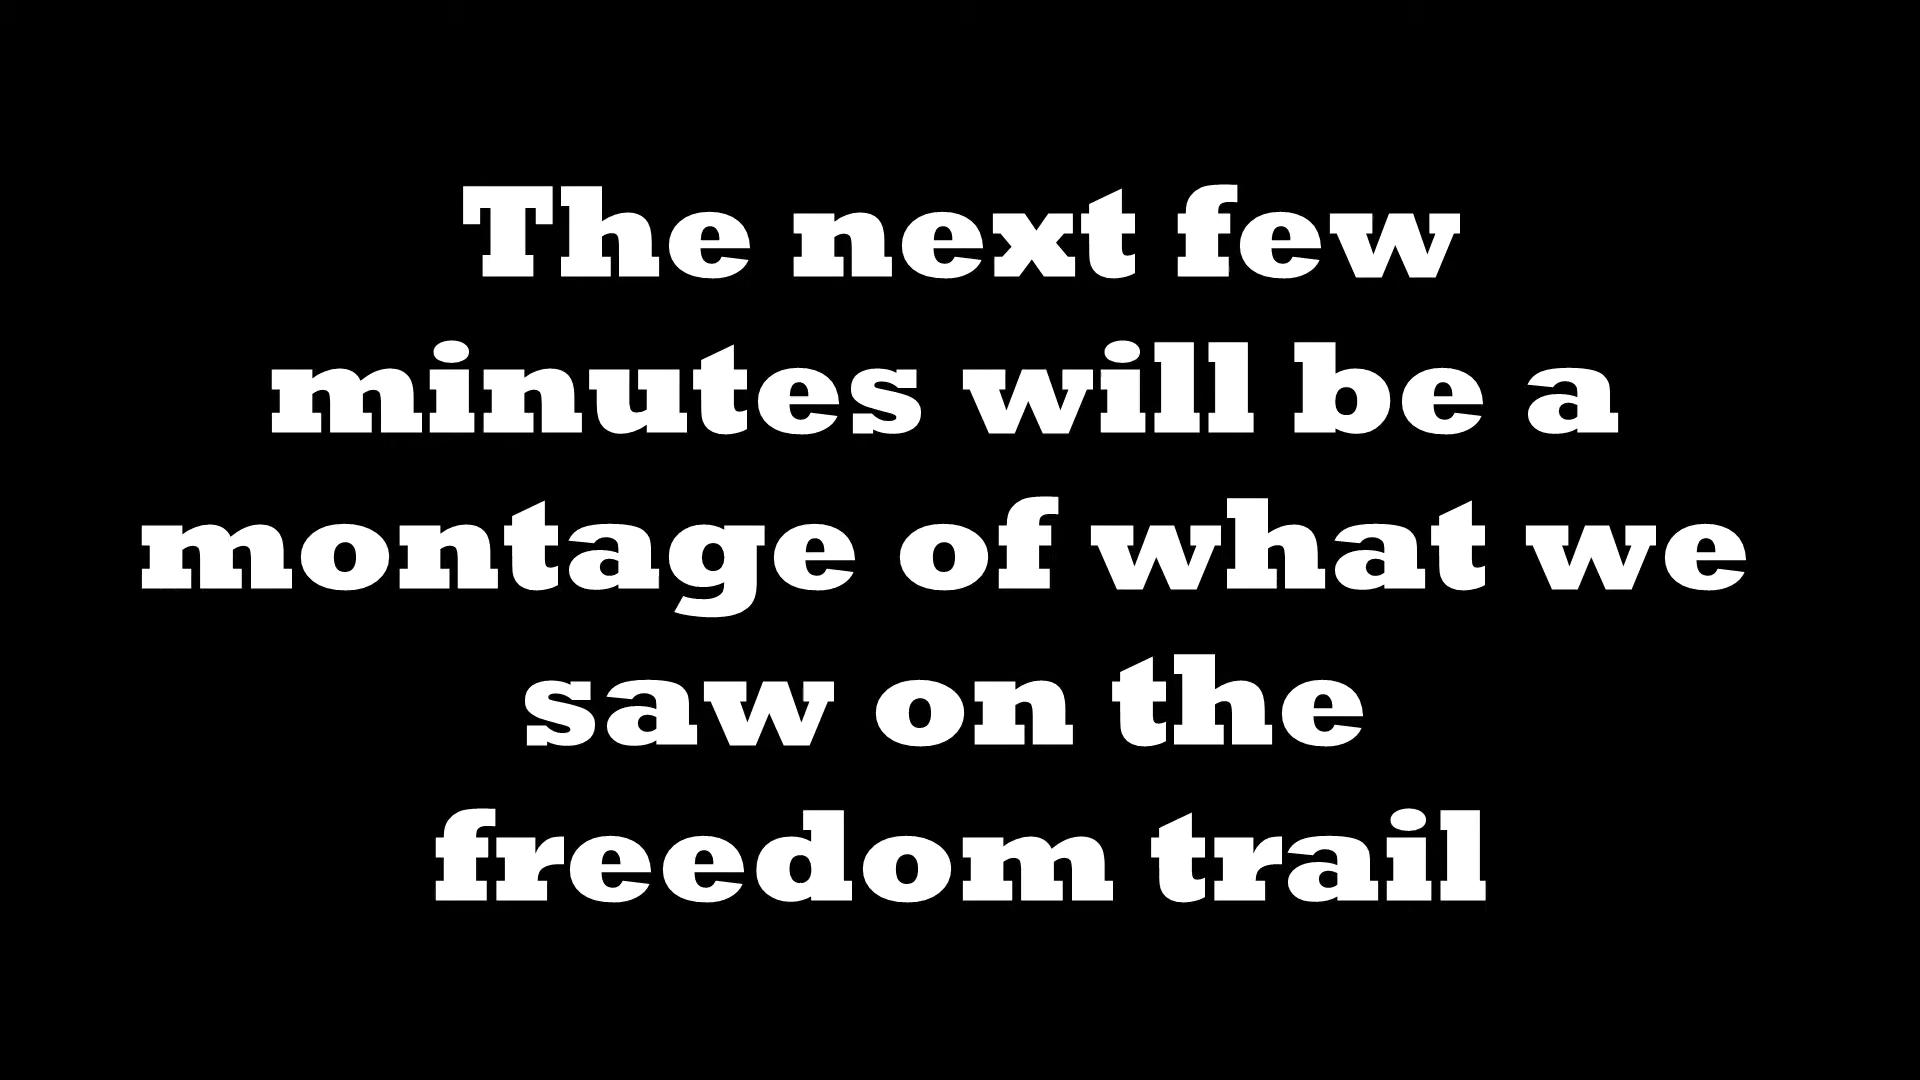 The next few
minutes will be a
montage of what we
saw on the
freedom trail